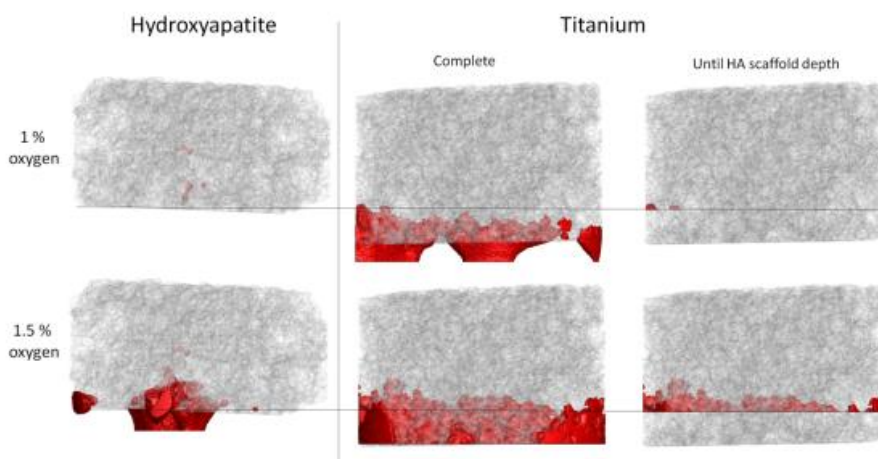 Hydroxyapatite
Titanium
Complete
Until HA scaffold depth
1 %
oxygen
1.5 %
oxygen